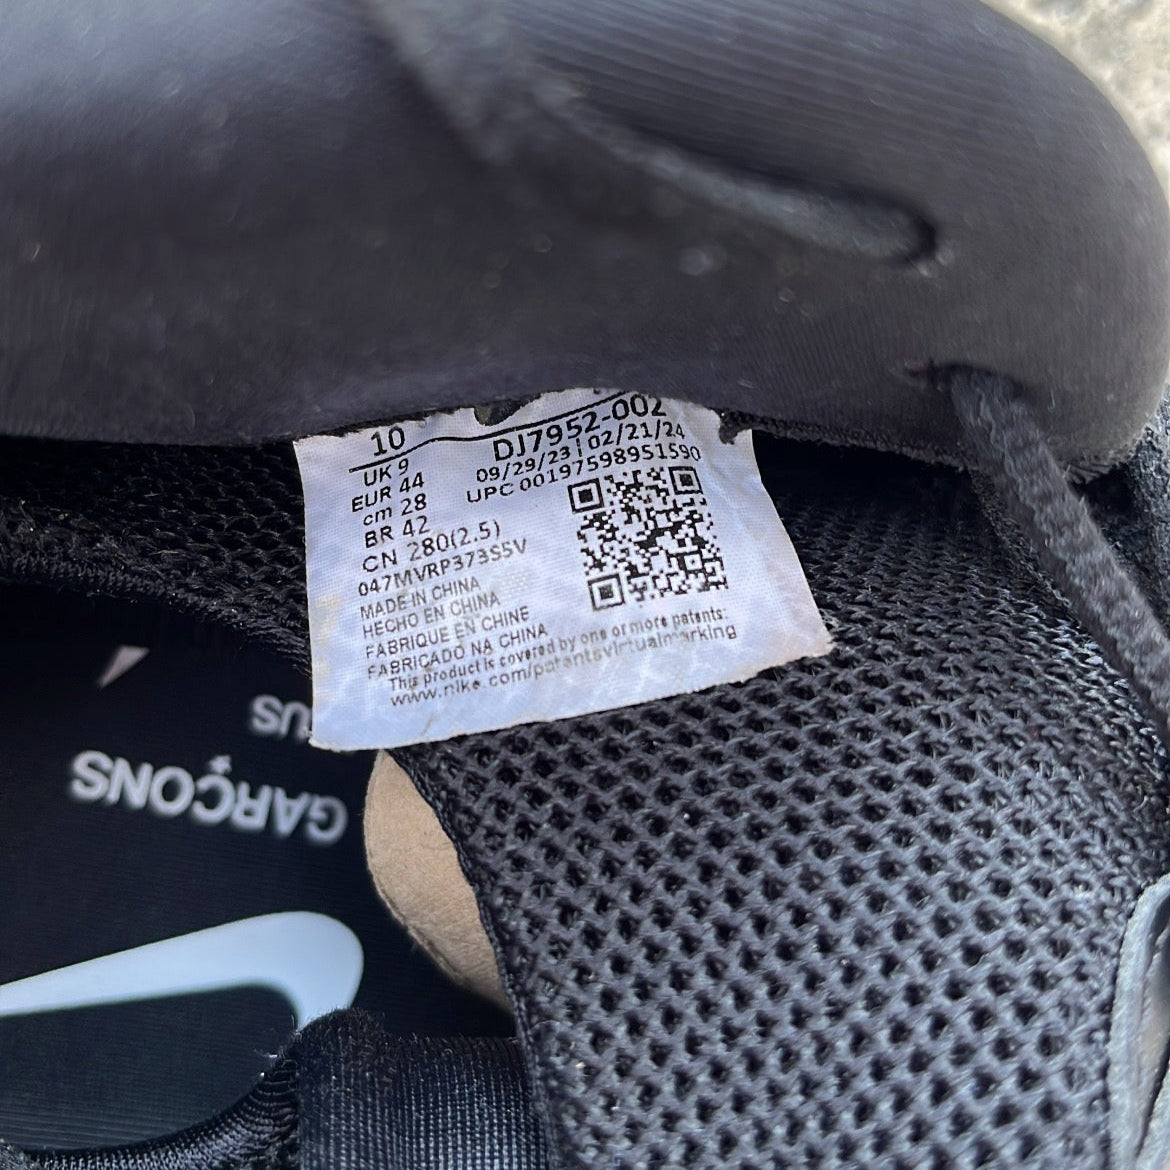 10
DJ7952-002
UK 9
09/29/23 | 02/21/24
EUR 44
UPC 00197598951590
cm 28
BR 42
CN 280(2.5)
047MVRP373S5V
MADE IN CHINA
HECHO EN CHINA
FABRIQUE EN CHINE
FABRICADO NA CHINA
This product is covered by one or more patents:
www.nike.com/patentsvirtualmarking
GARÇONS
US